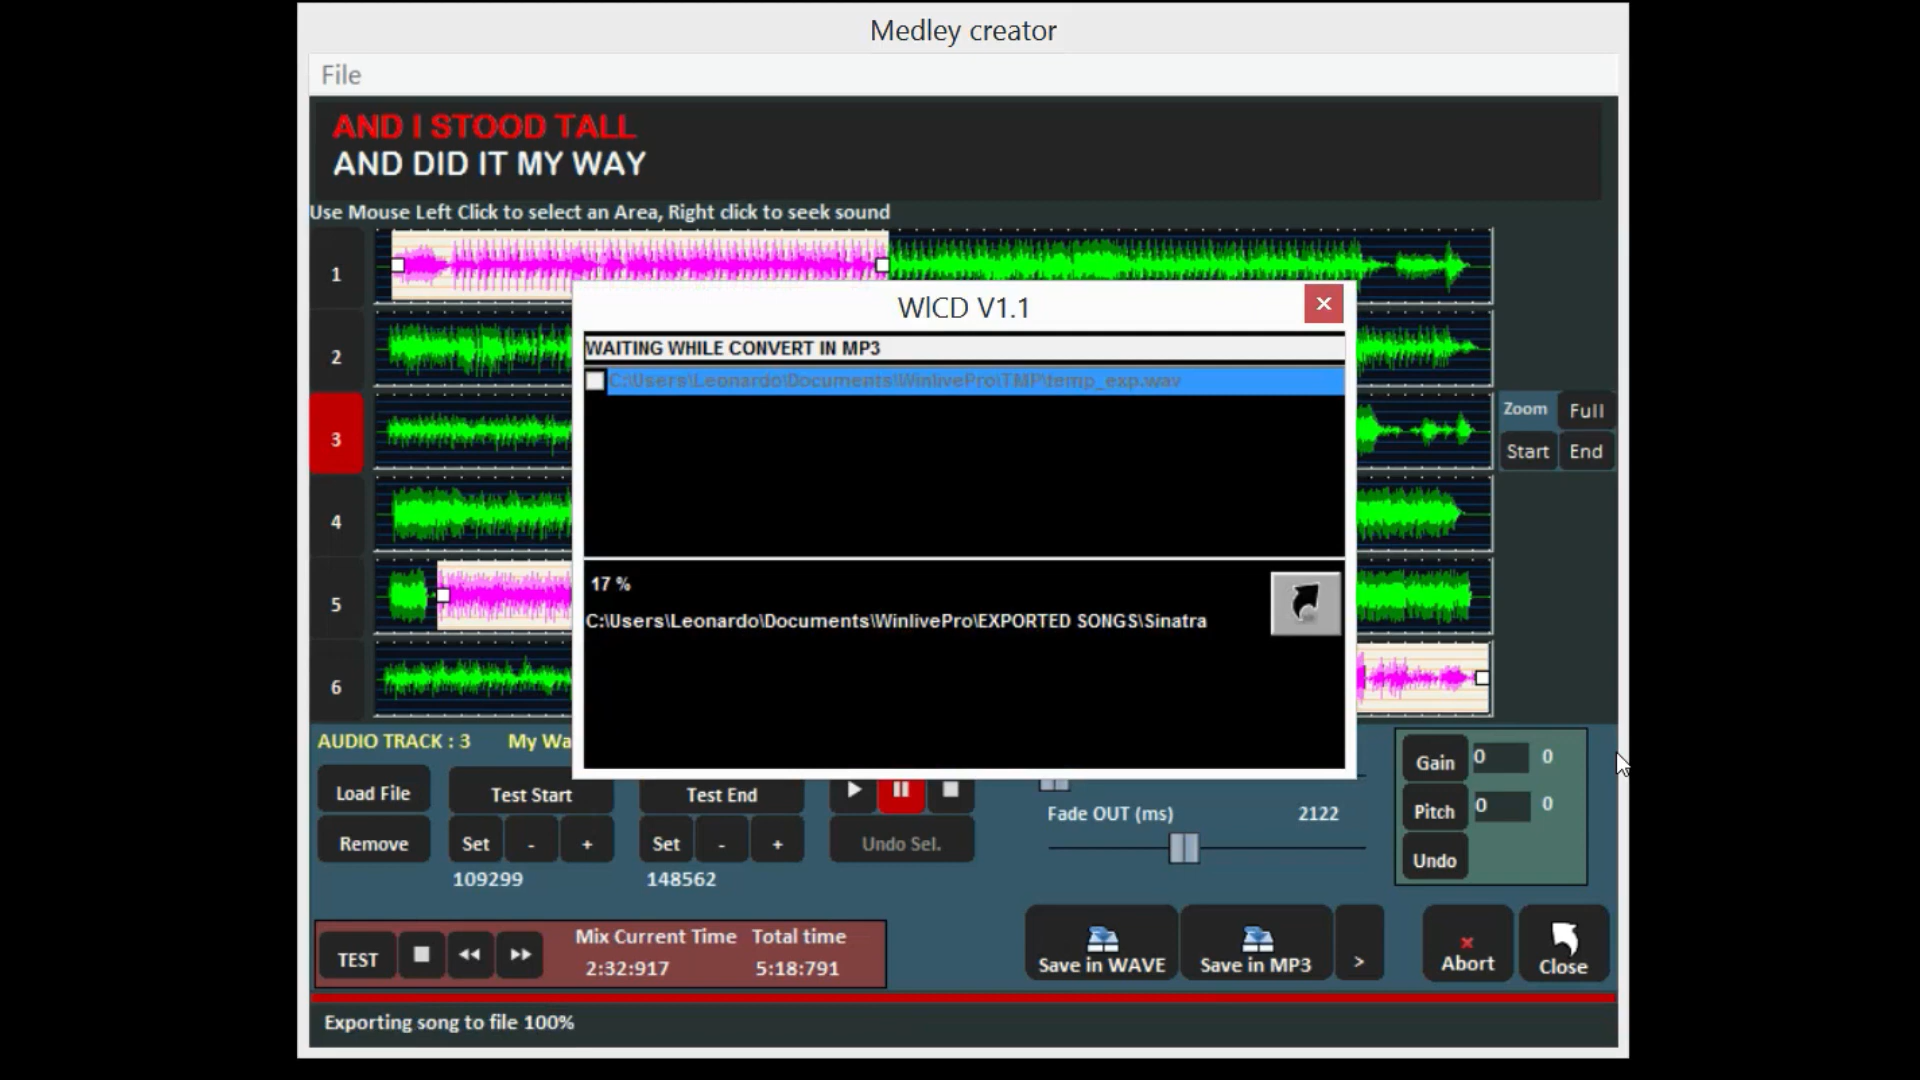 Medley creator
File
AND I STOOD TALL
AND DID IT MY WAY
Use Mouse Left Click to select an Area, Right click to seek sound
1
2
3
4
5
6
WlCD V1.1
WAITING WHILE CONVERT IN MP3
C:\Users\Leonardo\Documents\WinlivePro\TMP\temp_exp.wav
17 %
C:\Users\Leonardo\Documents\WinlivePro\EXPORTED SONGS\Sinatra
Zoom Full
Start End
AUDIO TRACK : 3 My Wa
Load File Test Start Test End
Remove Set - + Set - + Undo Sel.
109299 148562
Fade OUT (ms) 2122
Gain 0 0
Pitch 0 0
Undo
TEST
Mix Current Time Total time
2:32:917 5:18:791
Save in WAVE Save in MP3 > Abort Close
Exporting song to file 100%